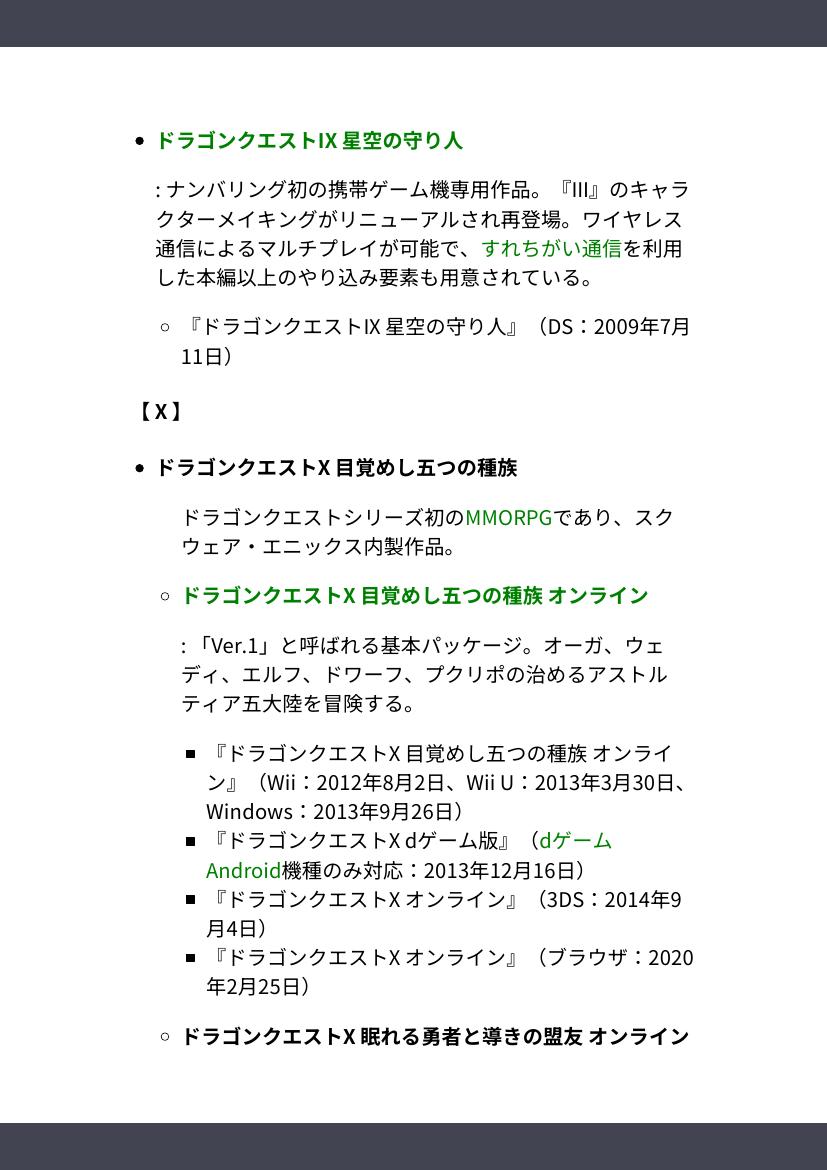 ドラゴンクエストIX 星空の守り人
: ナンバリング初の携帯ゲーム機専用作品。『III』のキャラ
クターメイキングがリニューアルされ再登場。ワイヤレス
通信によるマルチプレイが可能で、すれちがい通信を利用
した本編以上のやり込み要素も用意されている。
『ドラゴンクエストIX 星空の守り人』（DS：2009年7月
11日）
【 X 】
ドラゴンクエストX 目覚めし五つの種族
ドラゴンクエストシリーズ初のMMORPGであり、スク
ウェア・エニックス内製作品。
ドラゴンクエストX 目覚めし五つの種族 オンライン
: 「Ver.1」と呼ばれる基本パッケージ。オーガ、ウェ
ディ、エルフ、ドワーフ、プクリポの治めるアストル
ティア五大陸を冒険する。
『ドラゴンクエストX 目覚めし五つの種族 オンライ
ン』（Wii：2012年8月2日、Wii U：2013年3月30日、
Windows：2013年9月26日）
『ドラゴンクエストX dゲーム版』（dゲーム
Android機種のみ対応：2013年12月16日）
『ドラゴンクエストX オンライン』（3DS：2014年9
月4日）
『ドラゴンクエストX オンライン』（ブラウザ：2020
年2月25日）
ドラゴンクエストX 眠れる勇者と導きの盟友 オンライン